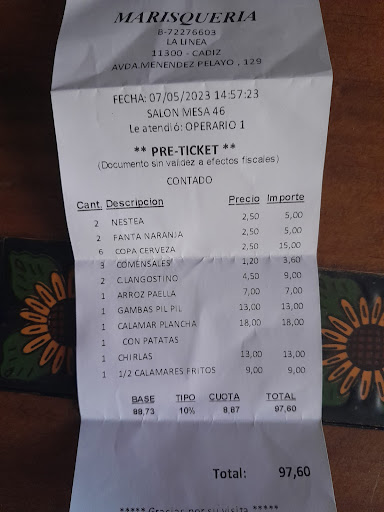 MARISQUERIA
B-72276603
LA LINEA
11300 - CADIZ
AVDA.MENENDEZ PELAYO , 129
FECHA: 07/05/2023 14:57:23
SALON MESA 46
Le atendió: OPERARIO 1
** PRE-TICKET **
(Documento sin validez a efectos fiscales)
CONTADO
Cant. Descripcion Precio Importe
2 NESTEA 2,50 5,00
2 FANTA NARANJA 2,50 5,00
6 COPA CERVEZA 2,50 15,00
3 COMENSALES 1,20 3,60
2 C.LANGOSTINO 4,50 9,00
1 ARROZ PAELLA 7,00 7,00
1 GAMBAS PIL PIL 13,00 13,00
1 CALAMAR PLANCHA 18,00 18,00
1 CON PATATAS
1 CHIRLAS 13,00 13,00
1 1/2 CALAMARES FRITOS 9,00 9,00
BASE TIPO CUOTA TOTAL
88,73 10% 8,87 97,60
Total: 97,60
***** Gracias por su visita *****